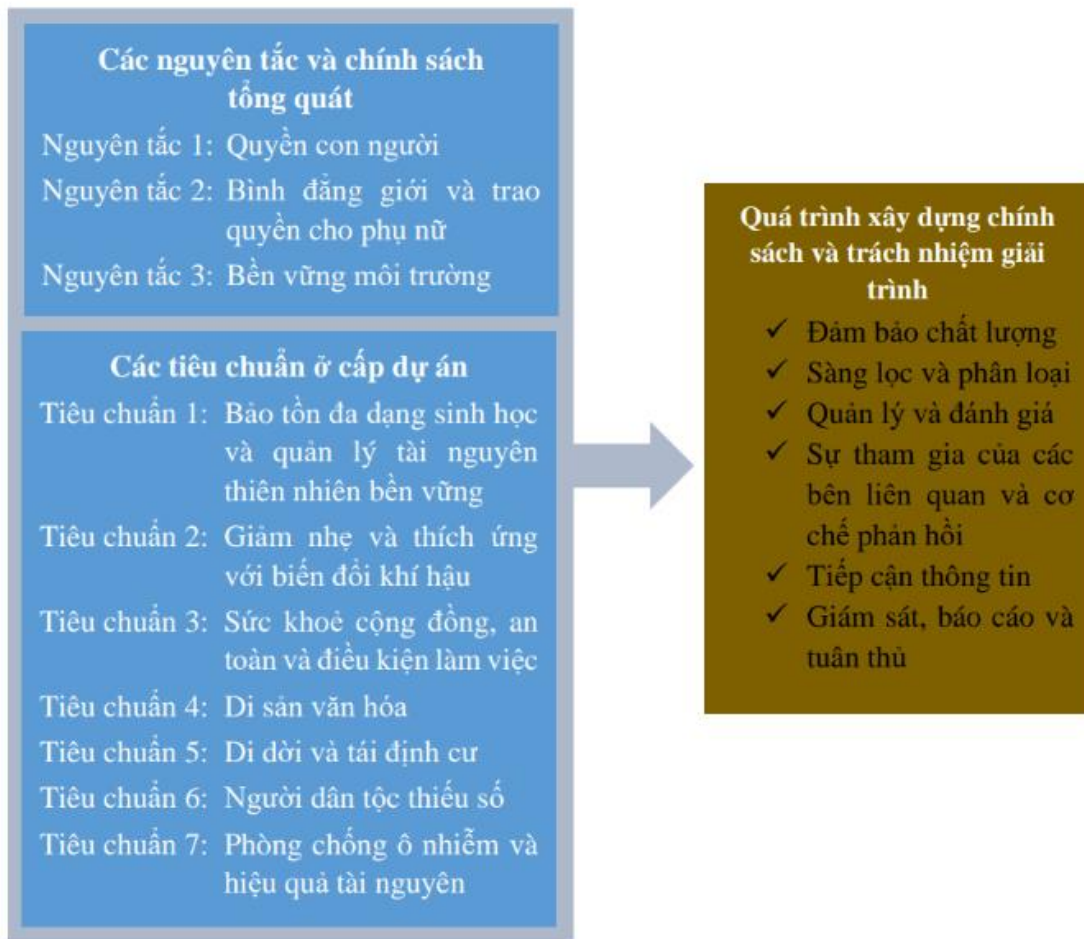 Các nguyên tắc và chính sách
tổng quát
Nguyên tắc 1: Quyền con người
Nguyên tắc 2: Bình đẳng giới và trao
quyền cho phụ nữ
Nguyên tắc 3: Bền vững môi trường
Các tiêu chuẩn ở cấp dự án
Tiêu chuẩn 1: Bảo tồn đa dạng sinh học
và quản lý tài nguyên
thiên nhiên bền vững
Tiêu chuẩn 2: Giảm nhẹ và thích ứng
với biến đổi khí hậu
Tiêu chuẩn 3: Sức khoẻ cộng đồng, an
toàn và điều kiện làm việc
Tiêu chuẩn 4: Di sản văn hóa
Tiêu chuẩn 5: Di dời và tái định cư
Tiêu chuẩn 6: Người dân tộc thiếu số
Tiêu chuẩn 7: Phòng chống ô nhiễm và
hiệu quả tài nguyên
Quá trình xây dựng chính
sách và trách nhiệm giải
trình
✓ Đảm bảo chất lượng
✓ Sàng lọc và phân loại
✓ Quản lý và đánh giá
✓ Sự tham gia của các
bên liên quan và cơ
chế phản hồi
✓ Tiếp cận thông tin
✓ Giám sát, báo cáo và
tuân thủ